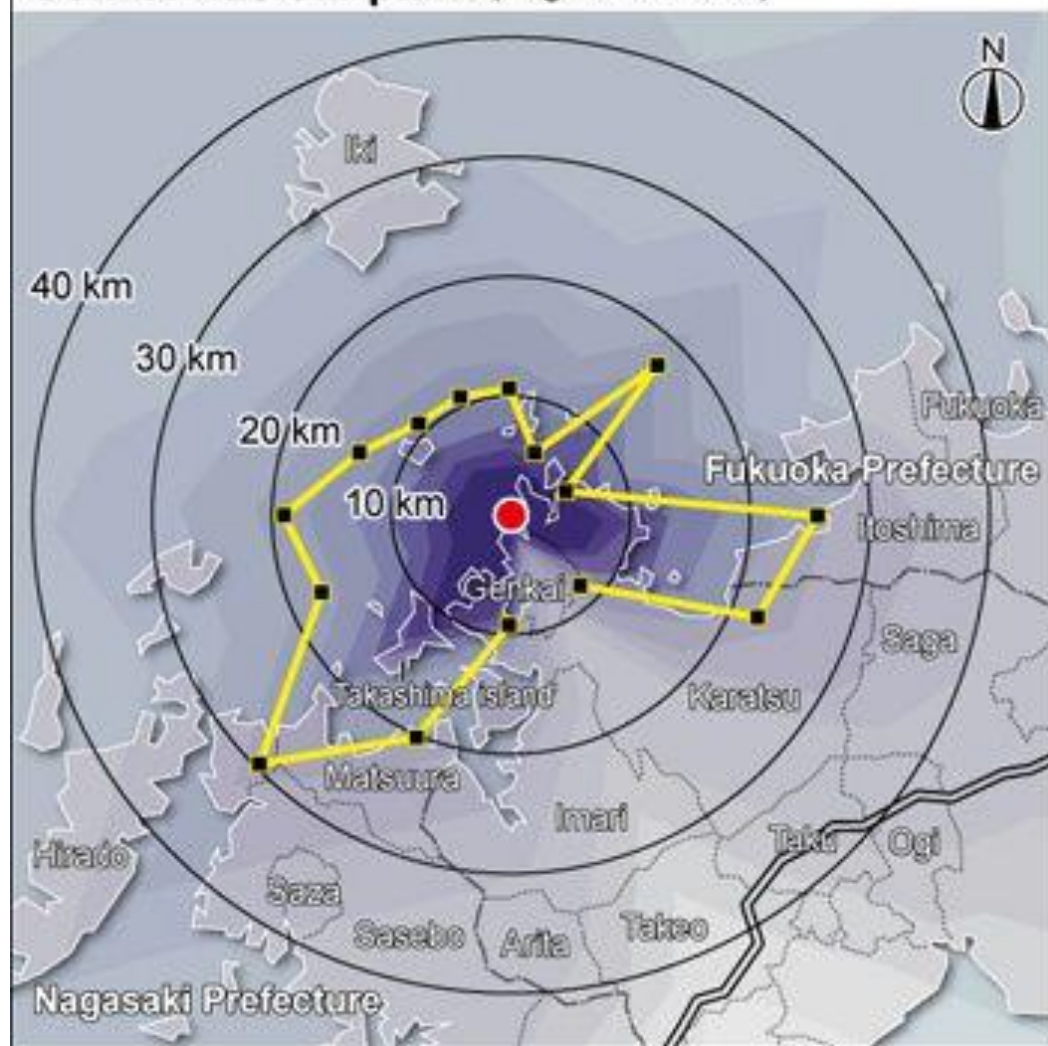 N
Iki
40 km
30 km
20 km
10 km
Fukuoka
Fukuoka Prefecture
Itoshima
Genkai
Saga
Takashima island
Karatsu
Matsuura
Imari
Hirado
Taku
Ogi
Saza
Sasebo
Arita
Takeo
Nagasaki Prefecture